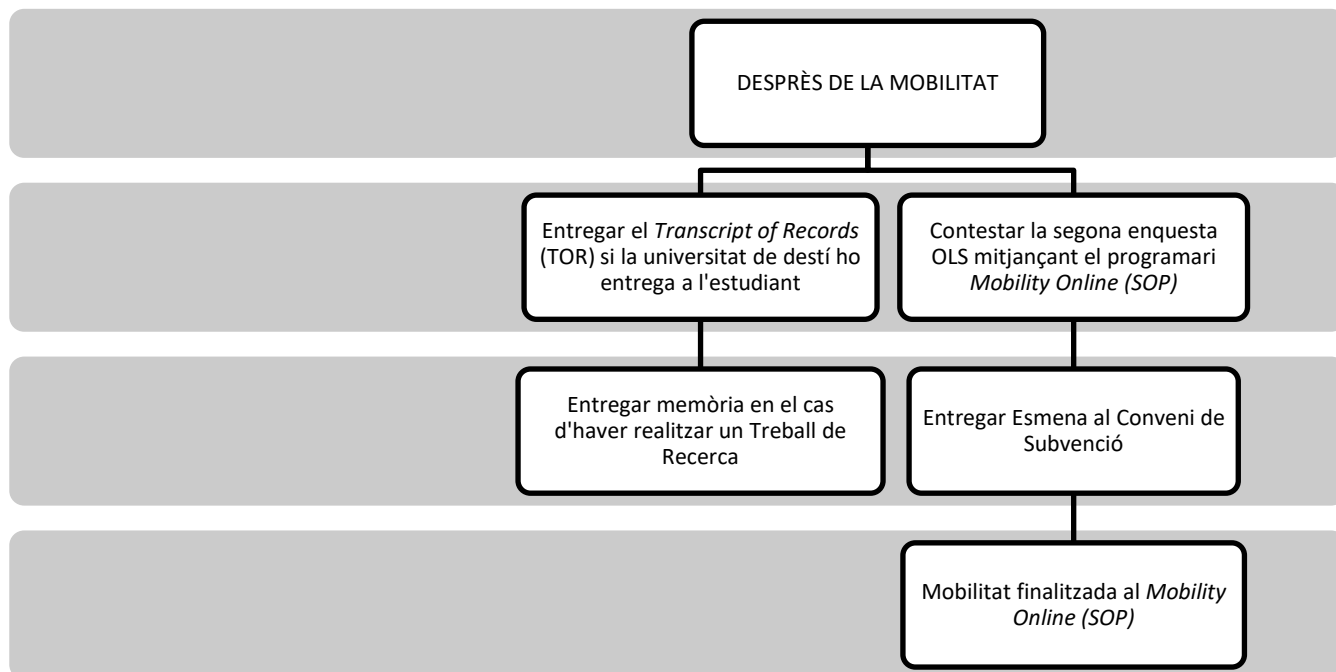 DESPRÈS DE LA MOBILITAT
Entregar el Transcript of Records
(TOR) si la universitat de destí ho
entrega a l'estudiant
Contestar la segona enquesta
OLS mitjançant el programari
Mobility Online (SOP)
Entregar memòria en el cas
d'haver realitzar un Treball de
Recerca
Entregar Esmena al Conveni de
Subvenció
Mobilitat finalitzada al Mobility
Online (SOP)